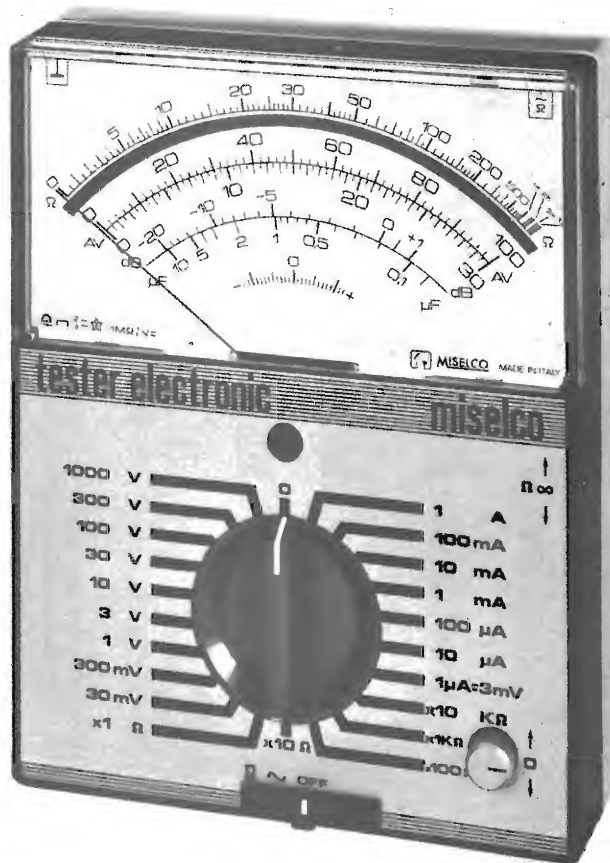 0 5 10 20 30 50 100 200 500
Ω Ω
0 20 40 60 80 100
AV 10 20 30 AV
dB -20 -10 -5 0 +1 dB
µF 10 5 2 1 0,5 0,1 µF
- 0 +
MISELCO MADE IN ITALY
tester electronic miselco
0
1000 V
300 V
100 V
30 V
10 V
3 V
1 V
300 mV
30 mV
x1 Ω
x10 Ω
1 A
100 mA
10 mA
1 mA
100 µA
10 µA
1µA=3mV
x10 KΩ
x1KΩ
x100
Ω ∞
0
OFF